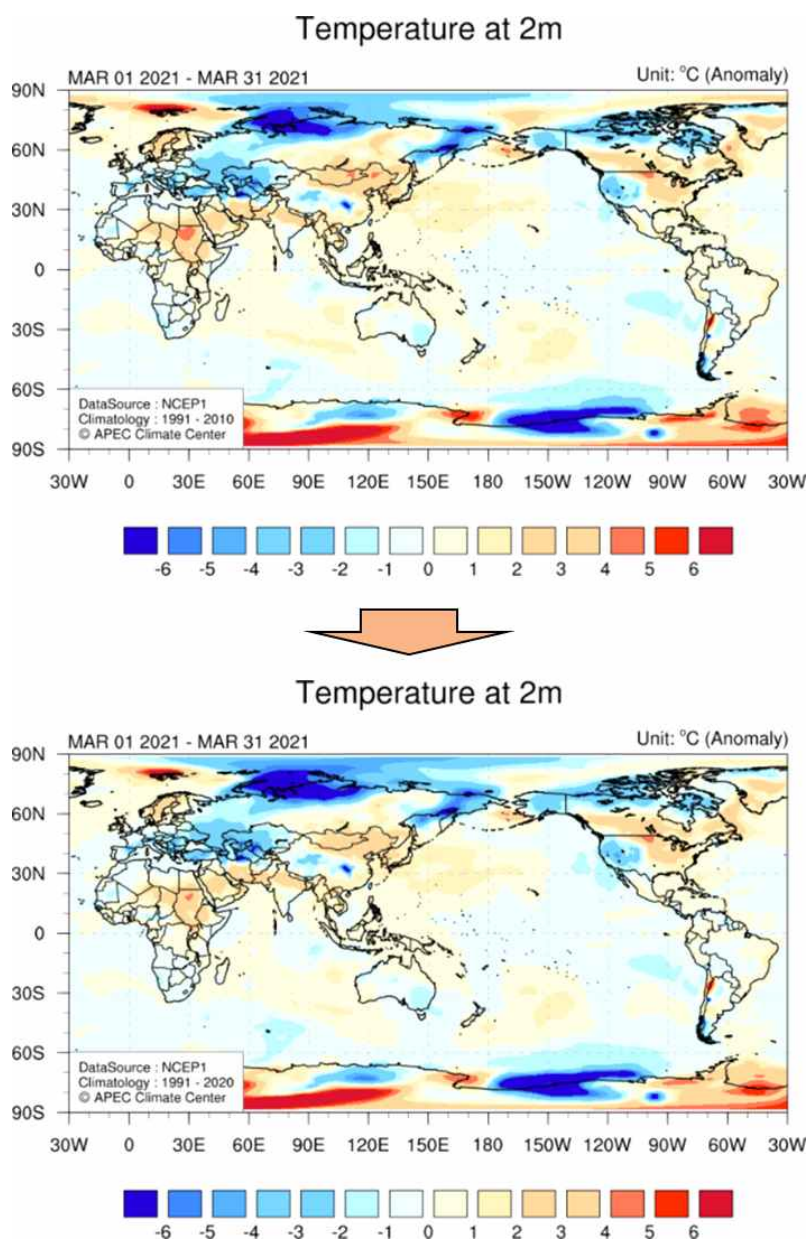 Temperature at 2m
MAR 01 2021 - MAR 31 2021 Unit: °C (Anomaly)
90N
60N
30N
0
30S
60S
90S
DataSource : NCEP1
Climatology : 1991 - 2010
© APEC Climate Center
30W 0 30E 60E 90E 120E 150E 180 150W 120W 90W 60W 30W
-6 -5 -4 -3 -2 -1 0 1 2 3 4 5 6
Temperature at 2m
MAR 01 2021 - MAR 31 2021 Unit: °C (Anomaly)
90N
60N
30N
0
30S
60S
90S
DataSource : NCEP1
Climatology : 1991 - 2020
© APEC Climate Center
30W 0 30E 60E 90E 120E 150E 180 150W 120W 90W 60W 30W
-6 -5 -4 -3 -2 -1 0 1 2 3 4 5 6